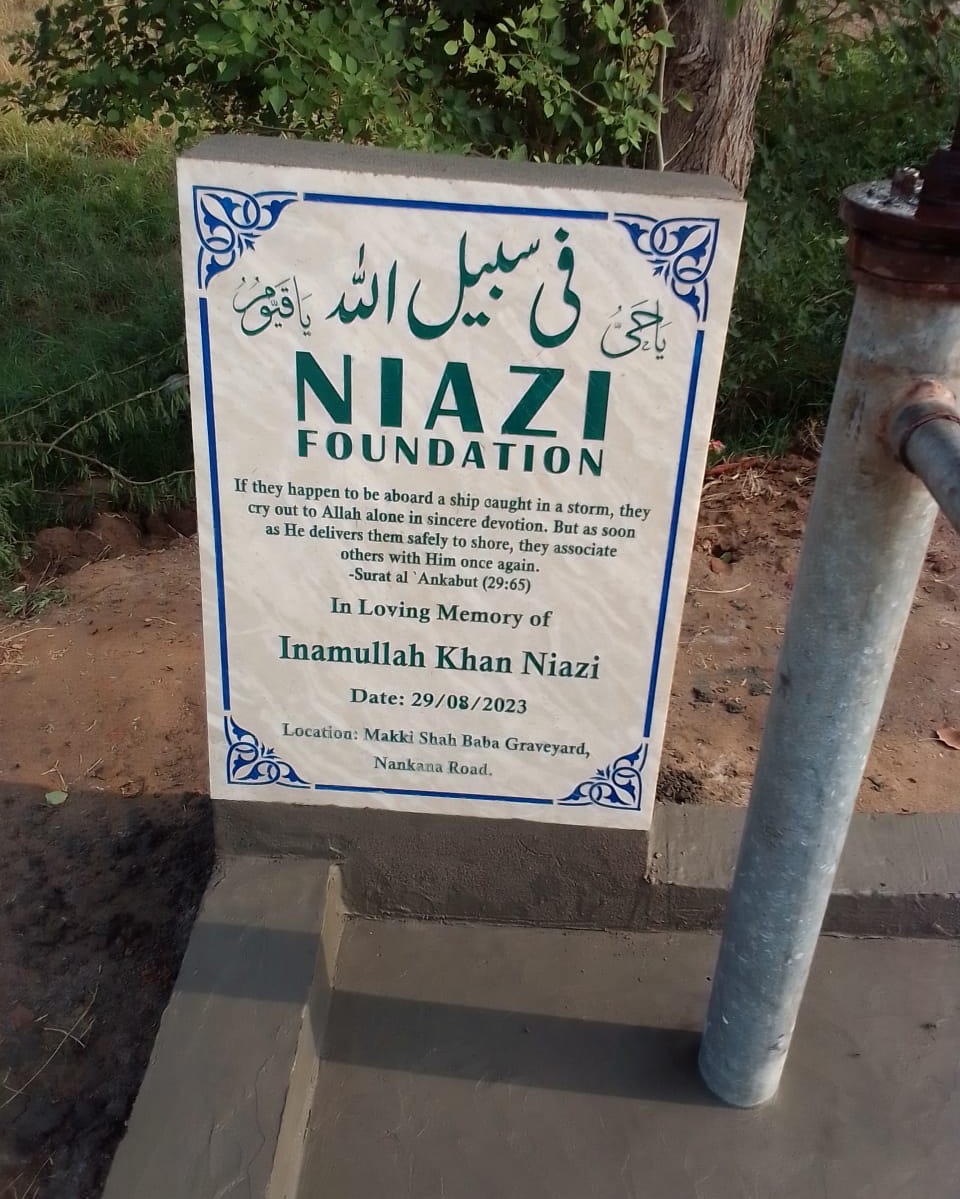 فی سبیل اللہ
یَا حَیُّ
یَا قَیُّوْمُ
NIAZI
FOUNDATION
If they happen to be aboard a ship caught in a storm, they
cry out to Allah alone in sincere devotion. But as soon
as He delivers them safely to shore, they associate
others with Him once again.
-Surat al `Ankabut (29:65)
In Loving Memory of
Inamullah Khan Niazi
Date: 29/08/2023
Location: Makki Shah Baba Graveyard,
Nankana Road.